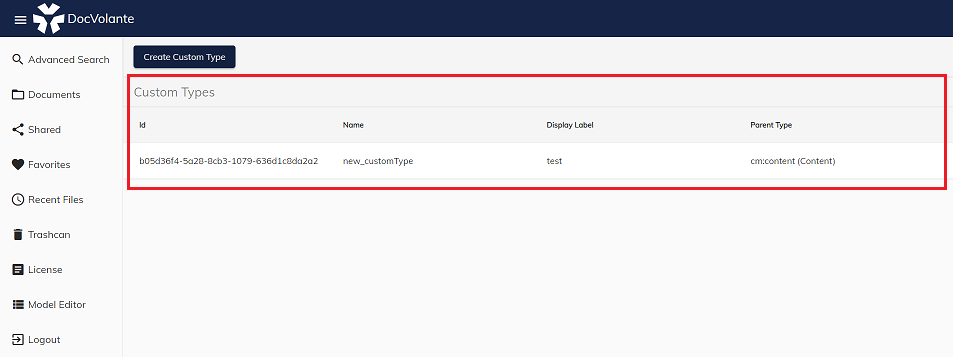 DocVolante
Advanced Search
Documents
Shared
Favorites
Recent Files
Trashcan
License
Model Editor
Logout
Create Custom Type
Custom Types
Id Name Display Label Parent Type
b05d36f4-5a28-8cb3-1079-636d1c8da2a2 new_customType test cm:content (Content)